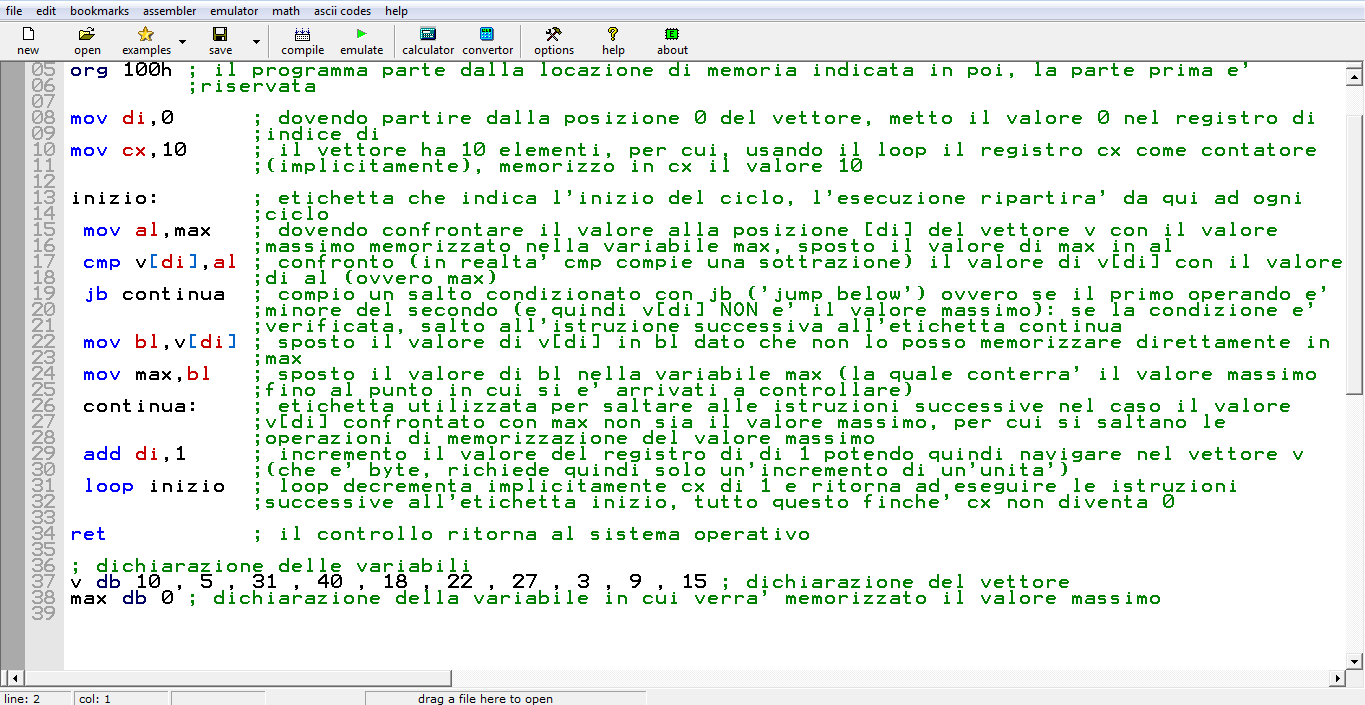 file edit bookmarks assembler emulator math ascii codes help
new open examples save compile emulate calculator convertor options help about
05 org 100h ; il programma parte dalla locazione di memoria indicata in poi, la parte prima e'
06 ;riservata
07
08 mov di,0 ; dovendo partire dalla posizione 0 del vettore, metto il valore 0 nel registro di
09 ;indice di
10 mov cx,10 ; il vettore ha 10 elementi, per cui, usando il loop il registro cx come contatore
11 ;(implicitamente), memorizzo in cx il valore 10
12
13 inizio: ; etichetta che indica l'inizio del ciclo, l'esecuzione ripartira' da qui ad ogni
14 ;ciclo
15 mov al,max ; dovendo confrontare il valore alla posizione [di] del vettore v con il valore
16 ;massimo memorizzato nella variabile max, sposto il valore di max in al
17 cmp v[di],al ; confronto (in realta' cmp compie una sottrazione) il valore di v[di] con il valore
18 ;di al (ovvero max)
19 jb continua ; compio un salto condizionato con jb ('jump below') ovvero se il primo operando e'
20 ;minore del secondo (e quindi v[di] NON e' il valore massimo): se la condizione e'
21 ;verificata, salto all'istruzione successiva all'etichetta continua
22 mov bl,v[di] ; sposto il valore di v[di] in bl dato che non lo posso memorizzare direttamente in
23 ;max
24 mov max,bl ; sposto il valore di bl nella variabile max (la quale conterra' il valore massimo
25 ;fino al punto in cui si e' arrivati a controllare)
26 continua: ; etichetta utilizzata per saltare alle istruzioni successive nel caso il valore
27 ;v[di] confrontato con max non sia il valore massimo, per cui si saltano le
28 ;operazioni di memorizzazione del valore massimo
29 add di,1 ; incremento il valore del registro di di 1 potendo quindi navigare nel vettore v
30 ;(che e' byte, richiede quindi solo un'incremento di un'unita')
31 loop inizio ; loop decrementa implicitamente cx di 1 e ritorna ad eseguire le istruzioni
32 ;successive all'etichetta inizio, tutto questo finche' cx non diventa 0
33
34 ret ; il controllo ritorna al sistema operativo
35
36 ; dichiarazione delle variabili
37 v db 10 , 5 , 31 , 40 , 18 , 22 , 27 , 3 , 9 , 15 ; dichiarazione del vettore
38 max db 0 ; dichiarazione della variabile in cui verra' memorizzato il valore massimo
39
line: 2 col: 1 drag a file here to open